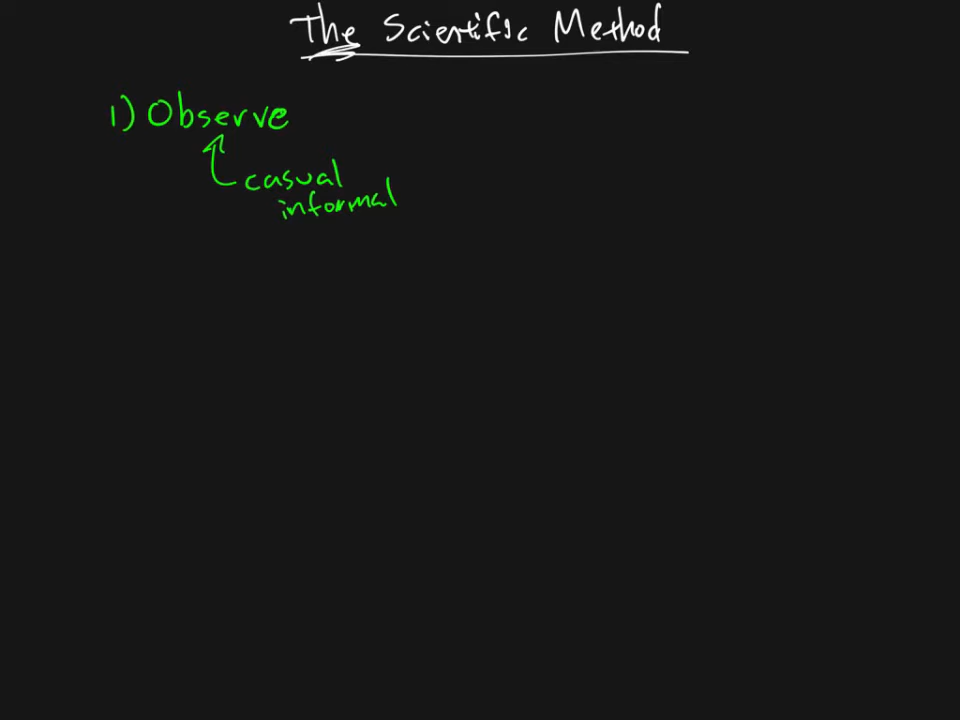 The Scientific Method
1) Observe
casual
informal